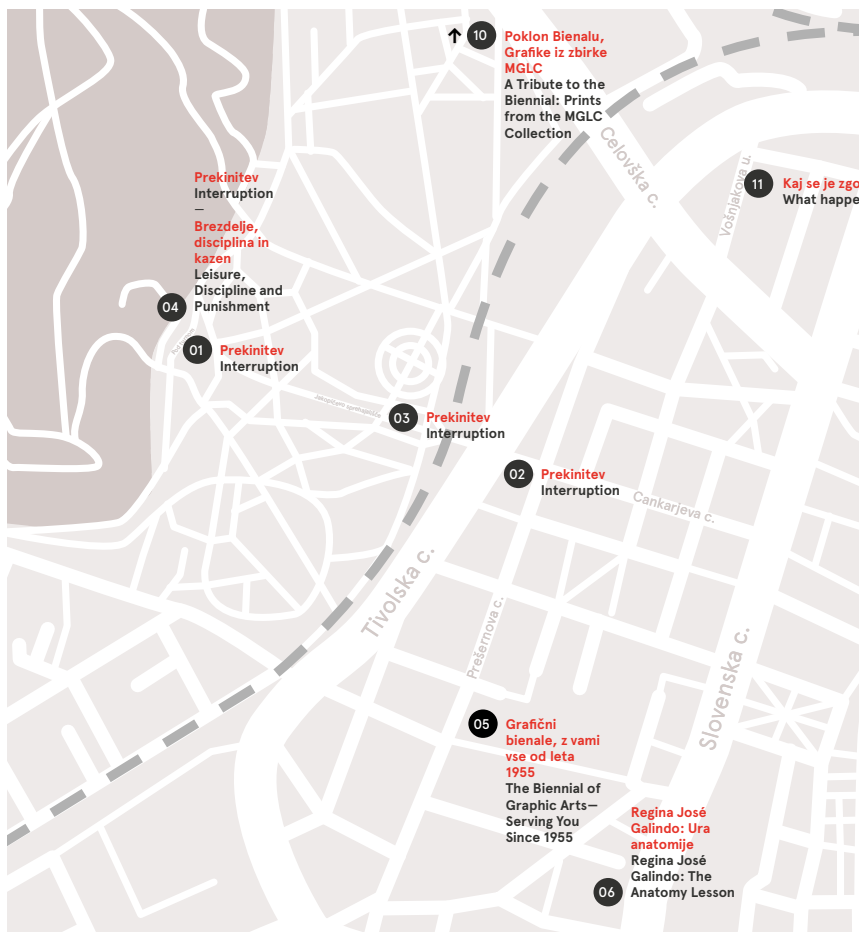 10
Poklon Bienalu,
Grafike iz zbirke
MGLC
A Tribute to the
Biennial: Prints
from the MGLC
Collection
Celovška c.
Vošnjakova u.
11
Kaj se je zgo
What happe
Prekinitev
Interruption
—
Brezdelje,
disciplina in
kazen
Leisure,
Discipline and
Punishment
04
01
Prekinitev
Interruption
Jakopičevo sprehajališče
03
Prekinitev
Interruption
02
Prekinitev
Interruption
Cankarjeva c.
Tivolska c.
Prešernova c.
Slovenska c.
05
Grafični
bienale, z vami
vse od leta
1955
The Biennial of
Graphic Arts—
Serving You
Since 1955
Regina José
Galindo: Ura
anatomije
Regina José
Galindo: The
Anatomy Lesson
06